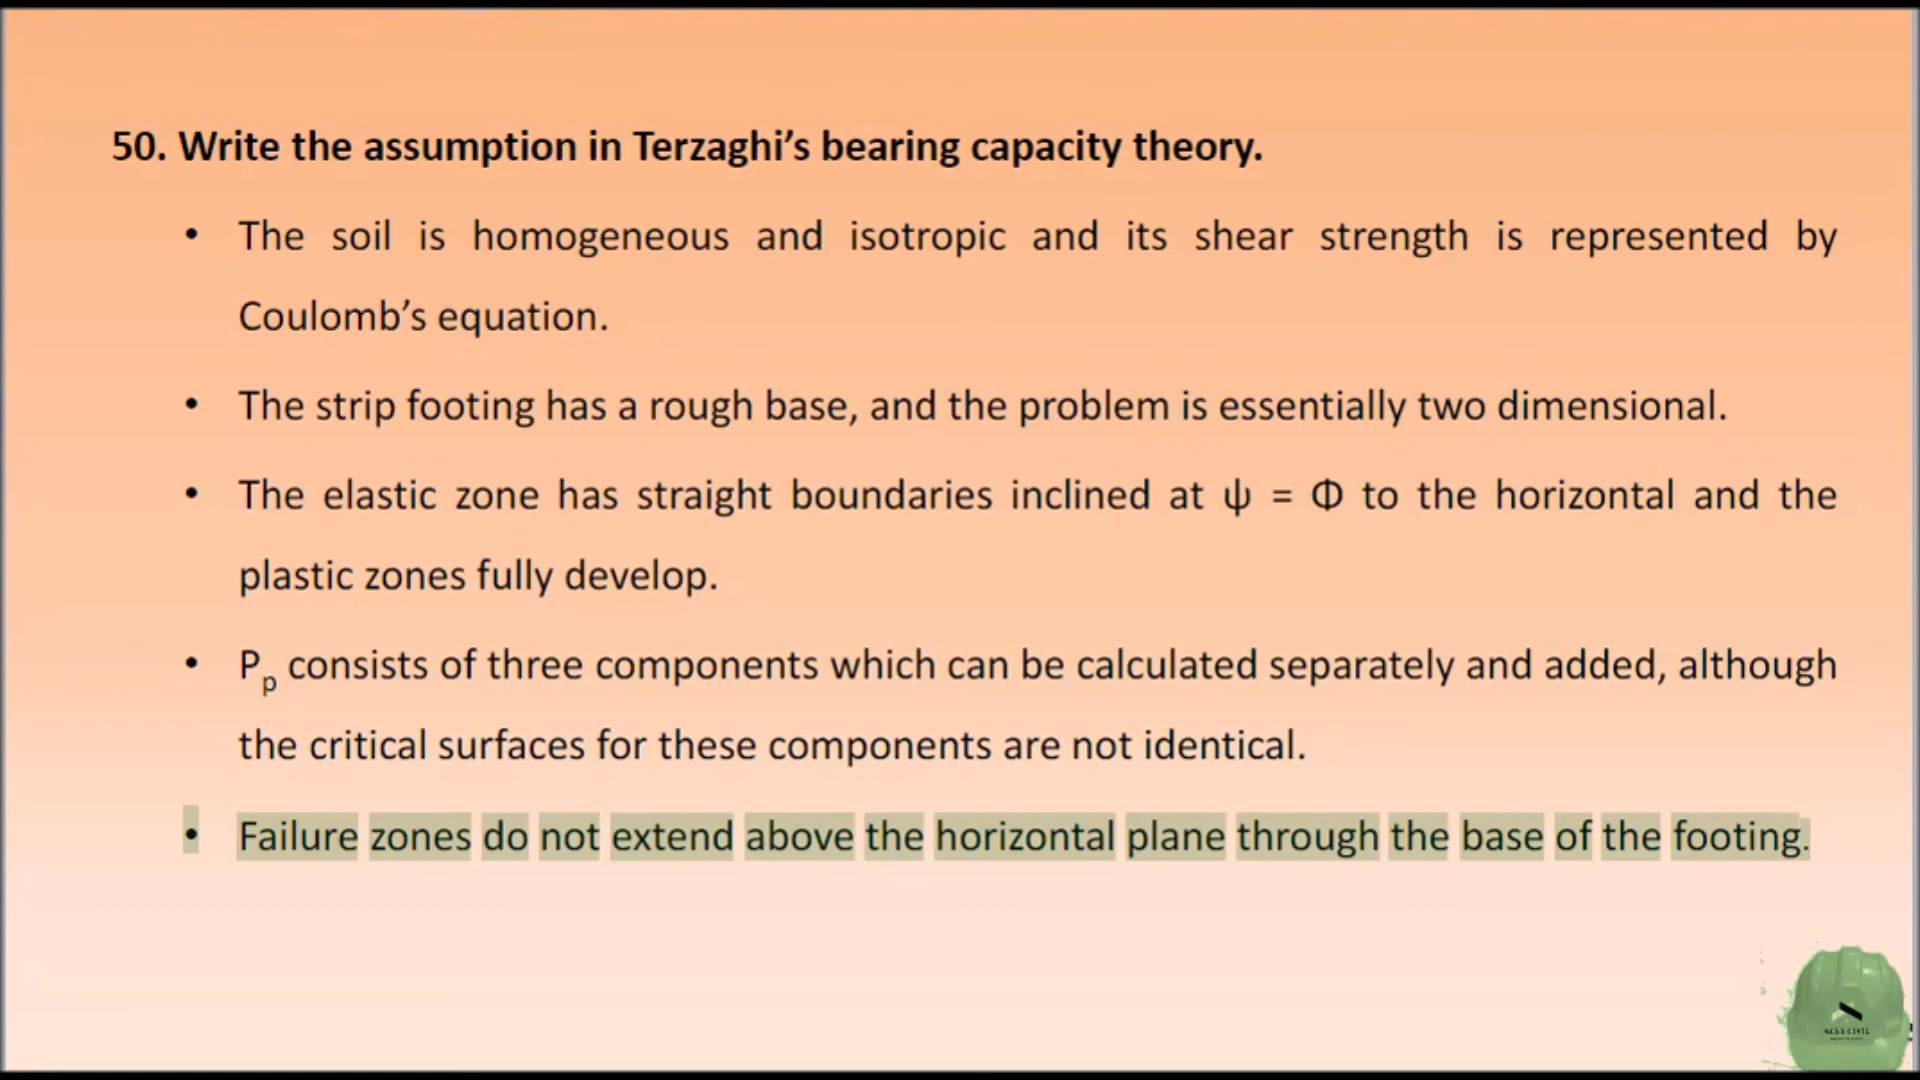 50. Write the assumption in Terzaghi’s bearing capacity theory.
• The soil is homogeneous and isotropic and its shear strength is represented by
Coulomb’s equation.
• The strip footing has a rough base, and the problem is essentially two dimensional.
• The elastic zone has straight boundaries inclined at ψ = Φ to the horizontal and the
plastic zones fully develop.
• Pp consists of three components which can be calculated separately and added, although
the critical surfaces for these components are not identical.
• Failure zones do not extend above the horizontal plane through the base of the footing.